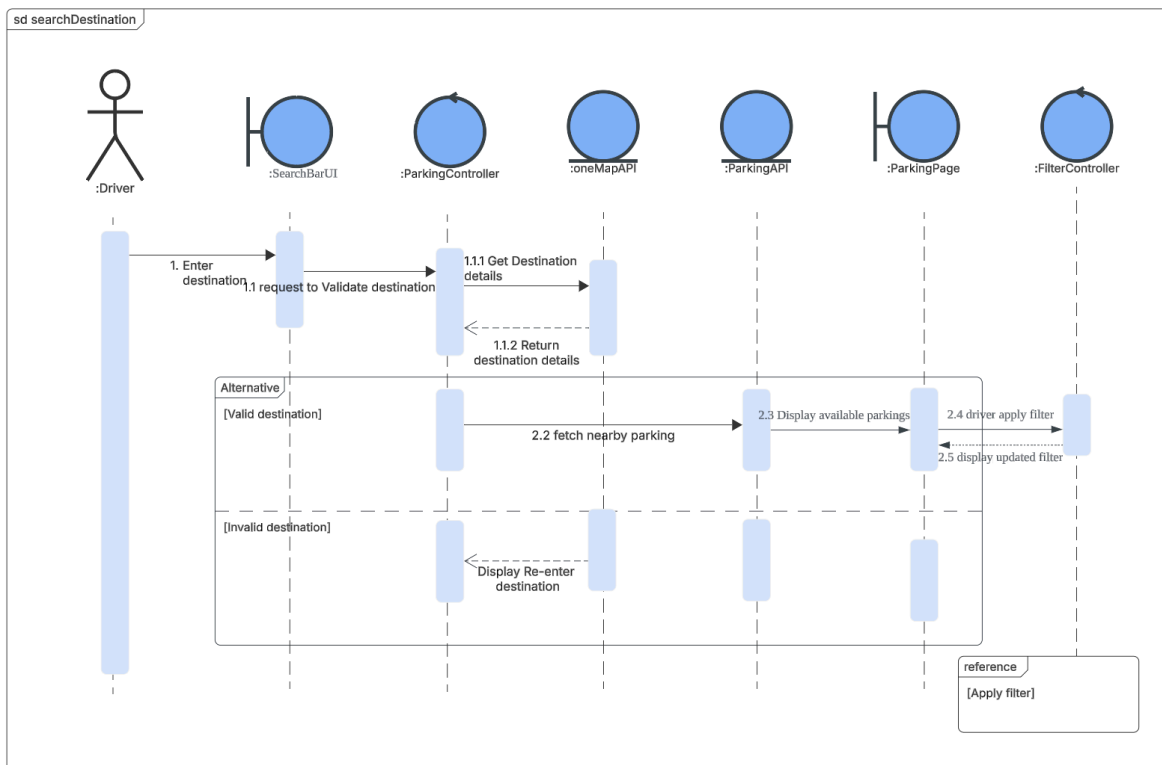 sd searchDestination
:Driver
:SearchBarUI
:ParkingController
:oneMapAPI
:ParkingAPI
:ParkingPage
:FilterController
1. Enter
destination
1.1 request to Validate destination
1.1.1 Get Destination
details
1.1.2 Return
destination details
Alternative
[Valid destination]
2.2 fetch nearby parking
2.3 Display available parkings
2.4 driver apply filter
2.5 display updated filter
[Invalid destination]
Display Re-enter
destination
reference
[Apply filter]